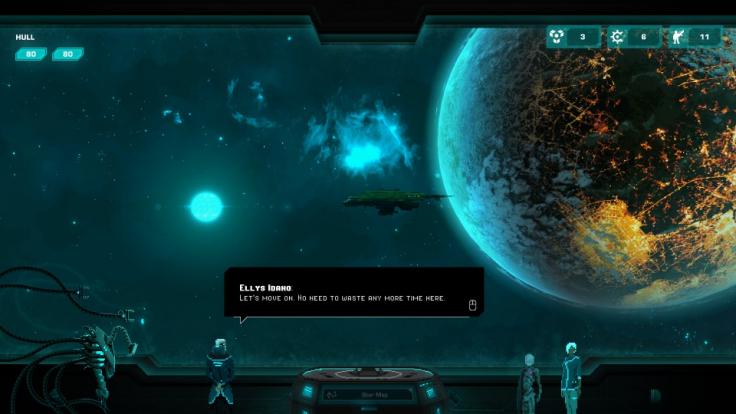 HULL
80 80
3 6 11
Ellys Idaho:
Let's move on. No need to waste any more time here.
Star Map